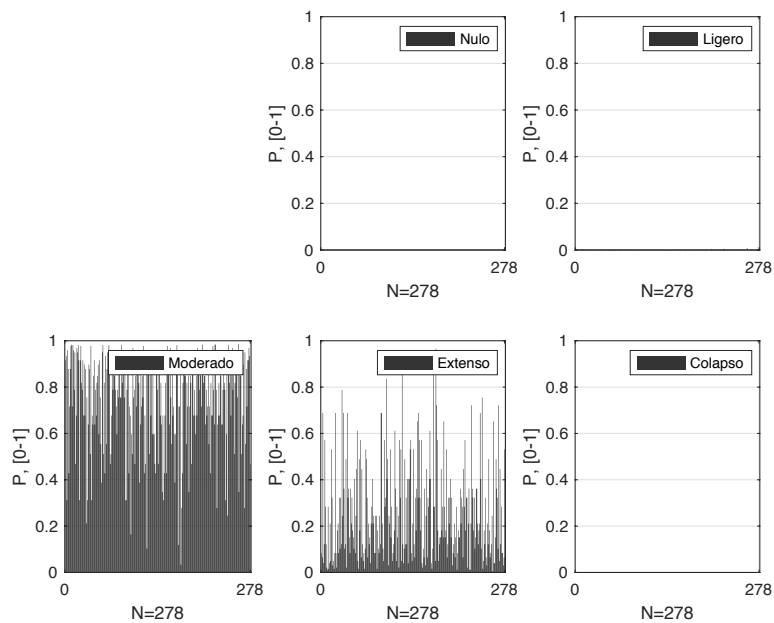 Nulo
1
0.8
0.6
0.4
0.2
0
P, [0-1]
0 278
N=278
Ligero
1
0.8
0.6
0.4
0.2
0
P, [0-1]
0 278
N=278
Moderado
1
0.8
0.6
0.4
0.2
0
P, [0-1]
0 278
N=278
Extenso
1
0.8
0.6
0.4
0.2
0
P, [0-1]
0 278
N=278
Colapso
1
0.8
0.6
0.4
0.2
0
P, [0-1]
0 278
N=278